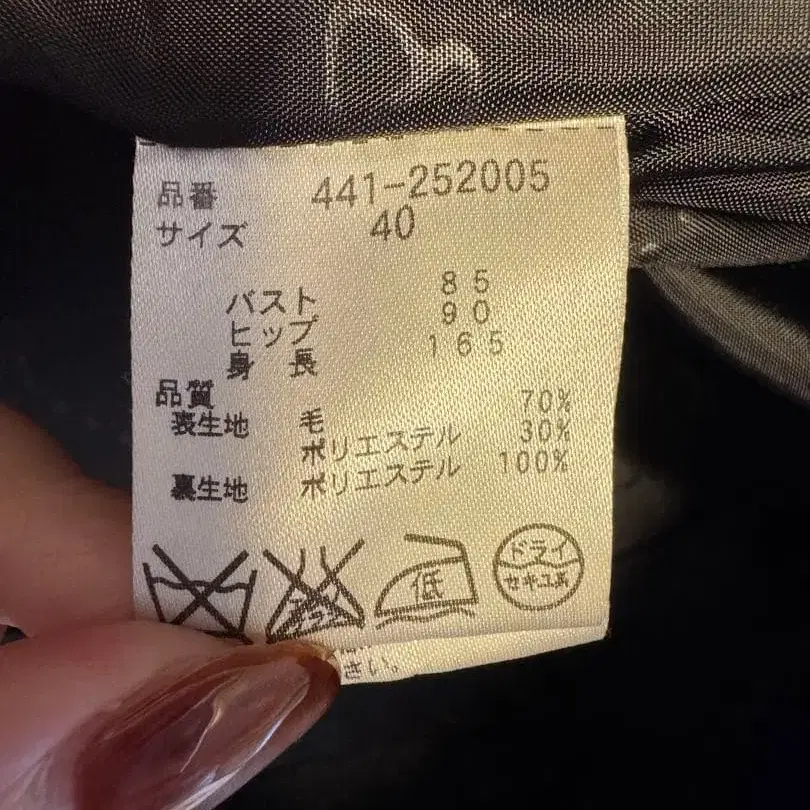 品番 441-252005
サイズ 40
バスト 85
ヒップ 90
身長 165
品質
表生地 毛 70%
ポリエステル 30%
裏生地 ポリエステル 100%
低
ドライ
セキユ系
さい。